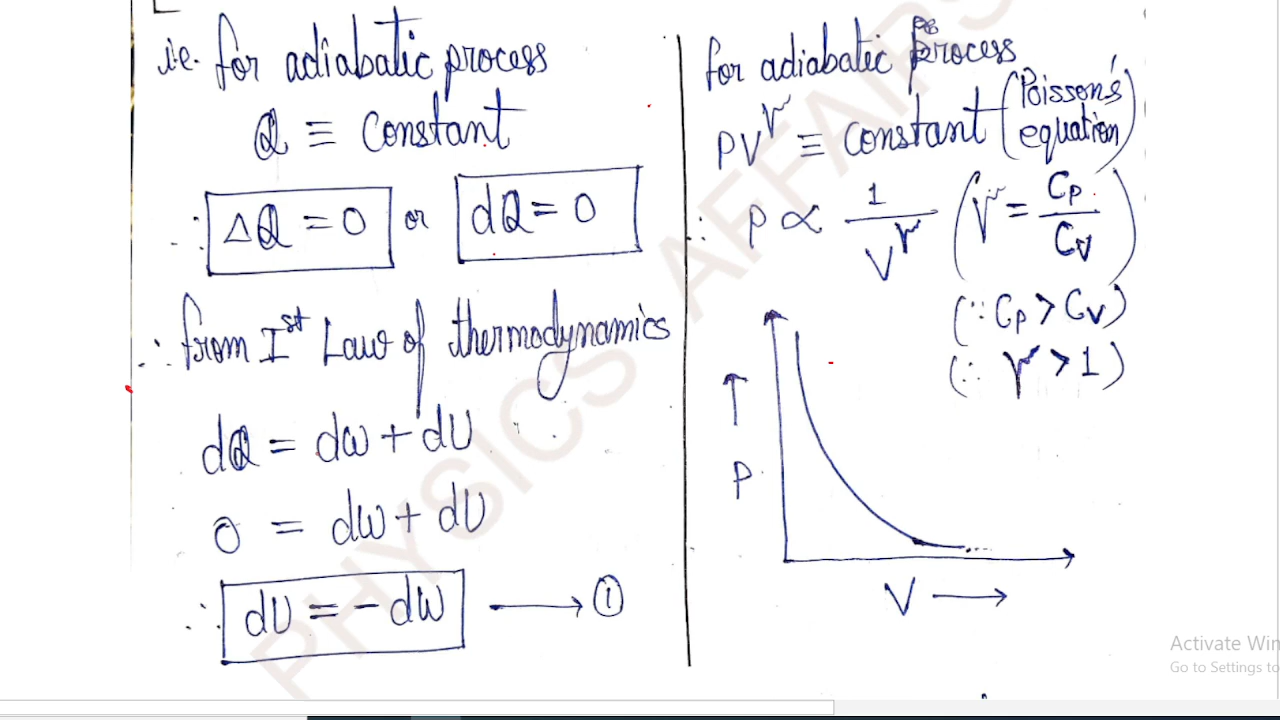 i.e. for adiabatic process
Q ≡ Constant
∴ ΔQ = 0 or dQ = 0
∴ from Iˢᵗ Law of thermodynamics
dQ = dW + dU
0 = dW + dU
∴ dU = -dW → ①
for adiabatic process
PV^γ ≡ constant (Poisson's equation)
∴ P ∝ 1/V^γ (γ = Cp/Cv)
(∵ Cp > Cv)
(∴ γ > 1)
↑
P
V →
PHYSICS AFFAIRS
Activate Win
Go to Settings to